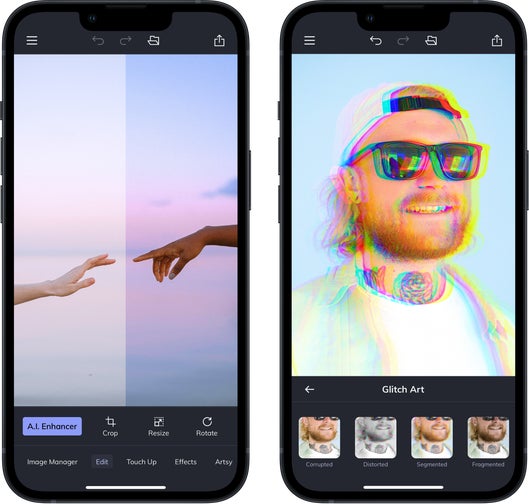 A.I. Enhancer
Crop
Resize
Rotate
Image Manager
Edit
Touch Up
Effects
Artsy
Glitch Art
Corrupted
Distorted
Segmented
Fragmented